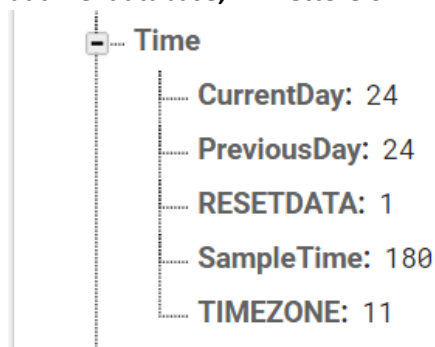 Time
CurrentDay: 24
PreviousDay: 24
RESETDATA: 1
SampleTime: 180
TIMEZONE: 11